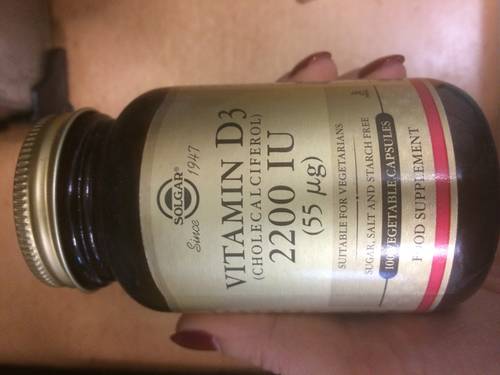 SOLGAR®
Since 1947
VITAMIN D3
(CHOLECALCIFEROL)
2200 IU
(55 µg)
SUITABLE FOR VEGETARIANS
SUGAR, SALT AND STARCH FREE
100 VEGETABLE CAPSULES
FOOD SUPPLEMENT